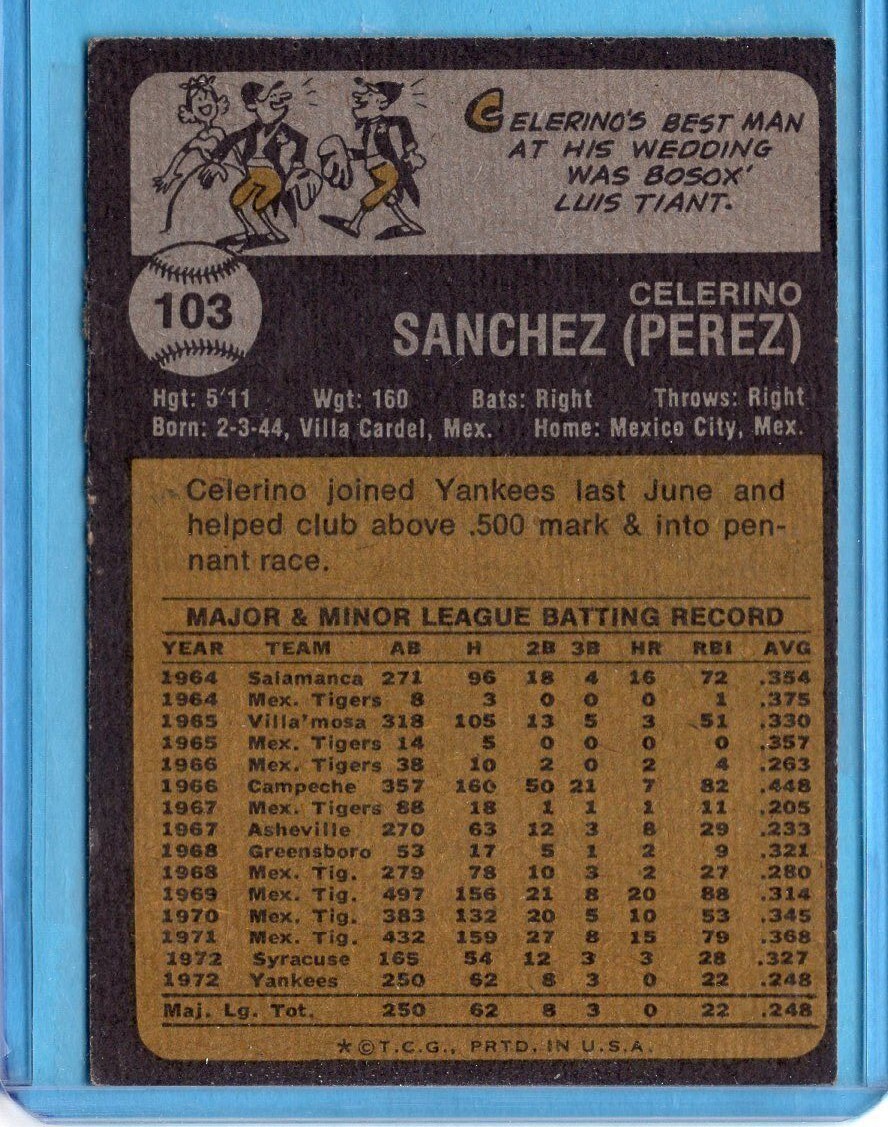 CELERINO'S BEST MAN
AT HIS WEDDING
WAS BOSOX'
LUIS TIANT.
103
CELERINO
SANCHEZ (PEREZ)
Hgt: 5'11 Wgt: 160 Bats: Right Throws: Right
Born: 2-3-44, Villa Cardel, Mex. Home: Mexico City, Mex.
Celerino joined Yankees last June and
helped club above .500 mark & into pen-
nant race.
MAJOR & MINOR LEAGUE BATTING RECORD
YEAR TEAM AB H 2B 3B HR RBI AVG
1964 Salamanca 271 96 18 4 16 72 .354
1964 Mex. Tigers 8 3 0 0 0 1 .375
1965 Villa'mosa 318 105 13 5 3 51 .330
1965 Mex. Tigers 14 5 0 0 0 0 .357
1966 Mex. Tigers 38 10 2 0 2 4 .263
1966 Campeche 357 160 50 21 7 82 .448
1967 Mex. Tigers 88 18 1 1 1 11 .205
1967 Asheville 270 63 12 3 8 29 .233
1968 Greensboro 53 17 5 1 2 9 .321
1968 Mex. Tig. 279 78 10 3 2 27 .280
1969 Mex. Tig. 497 156 21 8 20 88 .314
1970 Mex. Tig. 383 132 20 5 10 53 .345
1971 Mex. Tig. 432 159 27 8 15 79 .368
1972 Syracuse 165 54 12 3 3 28 .327
1972 Yankees 250 62 8 3 0 22 .248
Maj. Lg. Tot. 250 62 8 3 0 22 .248
*©T.C.G., PRTD. IN U.S.A.